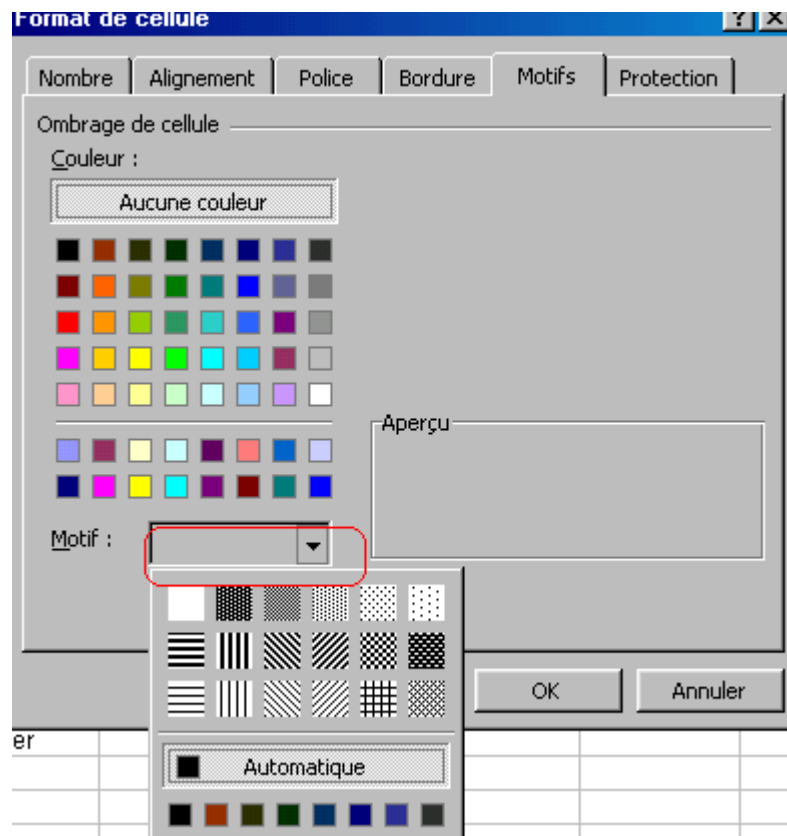 Format de cellule
Nombre Alignement Police Bordure Motifs Protection
Ombrage de cellule
Couleur :
Aucune couleur
Aperçu
Motif :
OK Annuler
er
Automatique